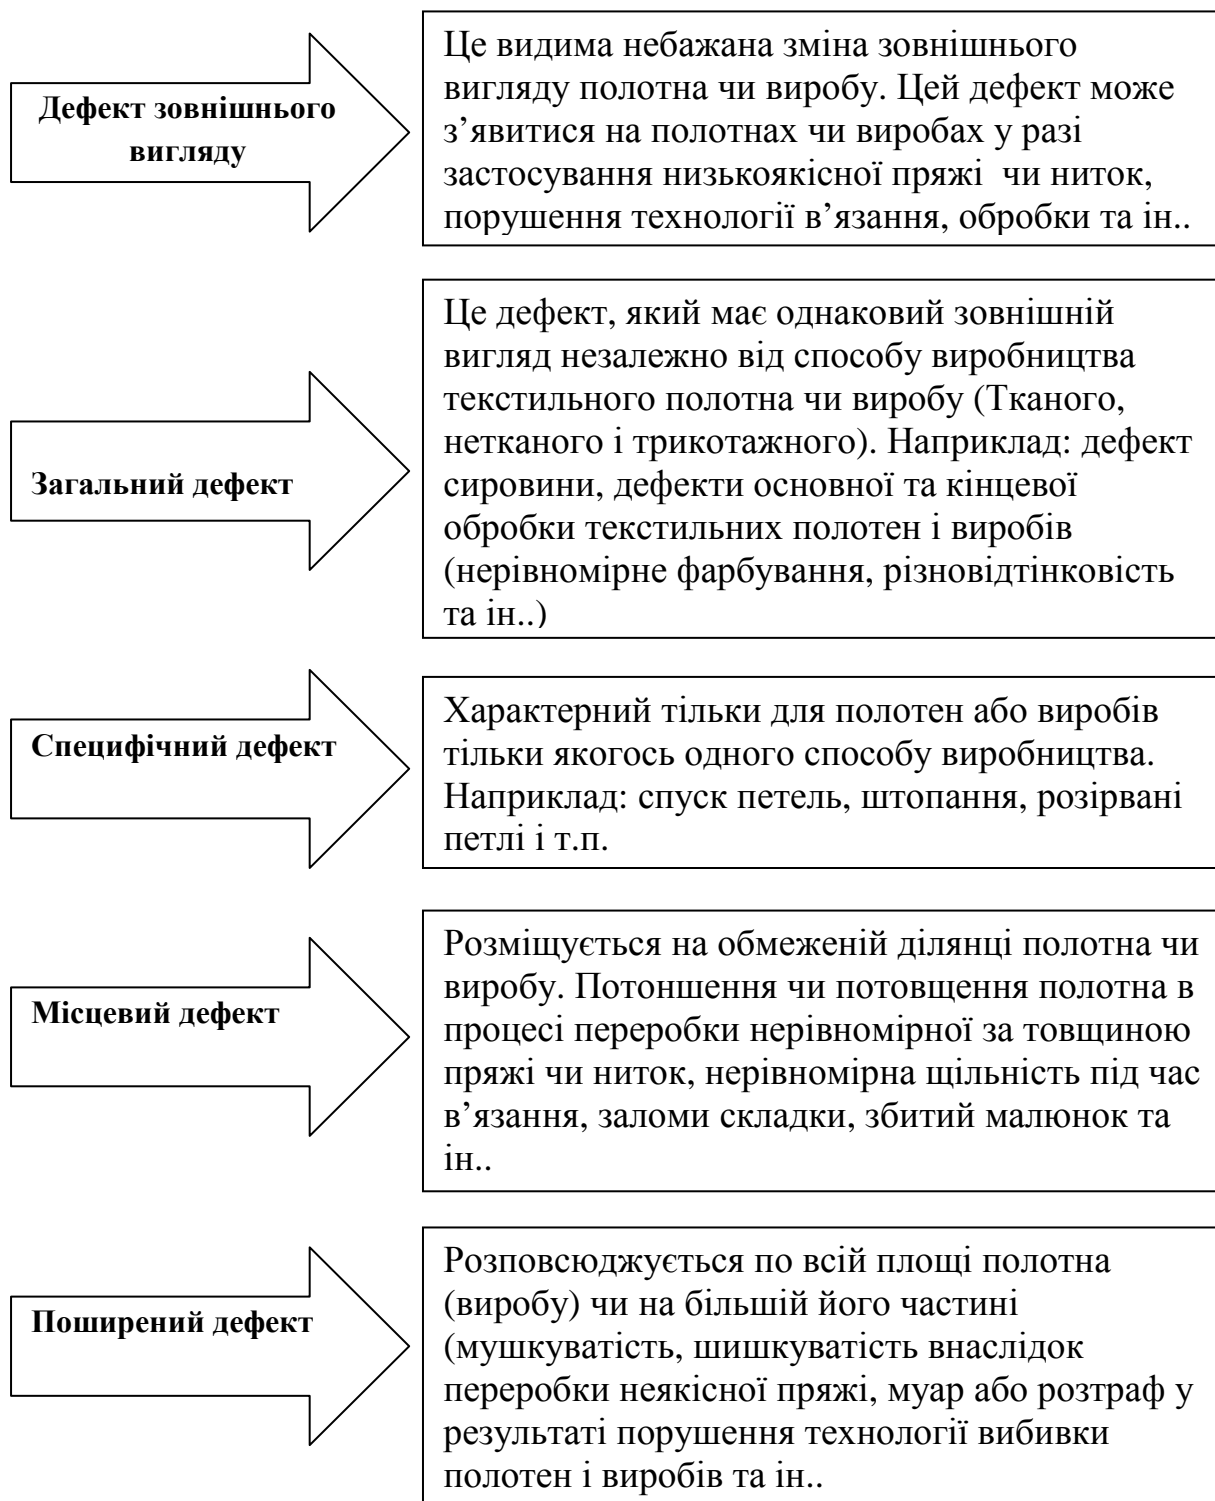 Дефект зовнішнього
вигляду
Це видима небажана зміна зовнішнього
вигляду полотна чи виробу. Цей дефект може
з’явитися на полотнах чи виробах у разі
застосування низькоякісної пряжі  чи ниток,
порушення технології в’язання, обробки та ін..
Загальний дефект
Це дефект, який має однаковий зовнішній
вигляд незалежно від способу виробництва
текстильного полотна чи виробу (Тканого,
нетканого і трикотажного). Наприклад: дефект
сировини, дефекти основної та кінцевої
обробки текстильних полотен і виробів
(нерівномірне фарбування, різновідтінковість
та ін..)
Специфічний дефект
Характерний тільки для полотен або виробів
тільки якогось одного способу виробництва.
Наприклад: спуск петель, штопання, розірвані
петлі і т.п.
Місцевий дефект
Розміщується на обмеженій ділянці полотна чи
виробу. Потоншення чи потовщення полотна в
процесі переробки нерівномірної за товщиною
пряжі чи ниток, нерівномірна щільність під час
в’язання, заломи складки, збитий малюнок та
ін..
Поширений дефект
Розповсюджується по всій площі полотна
(виробу) чи на більшій його частині
(мушкуватість, шишкуватість внаслідок
переробки неякісної пряжі, муар або розтраф у
результаті порушення технології вибивки
полотен і виробів та ін..